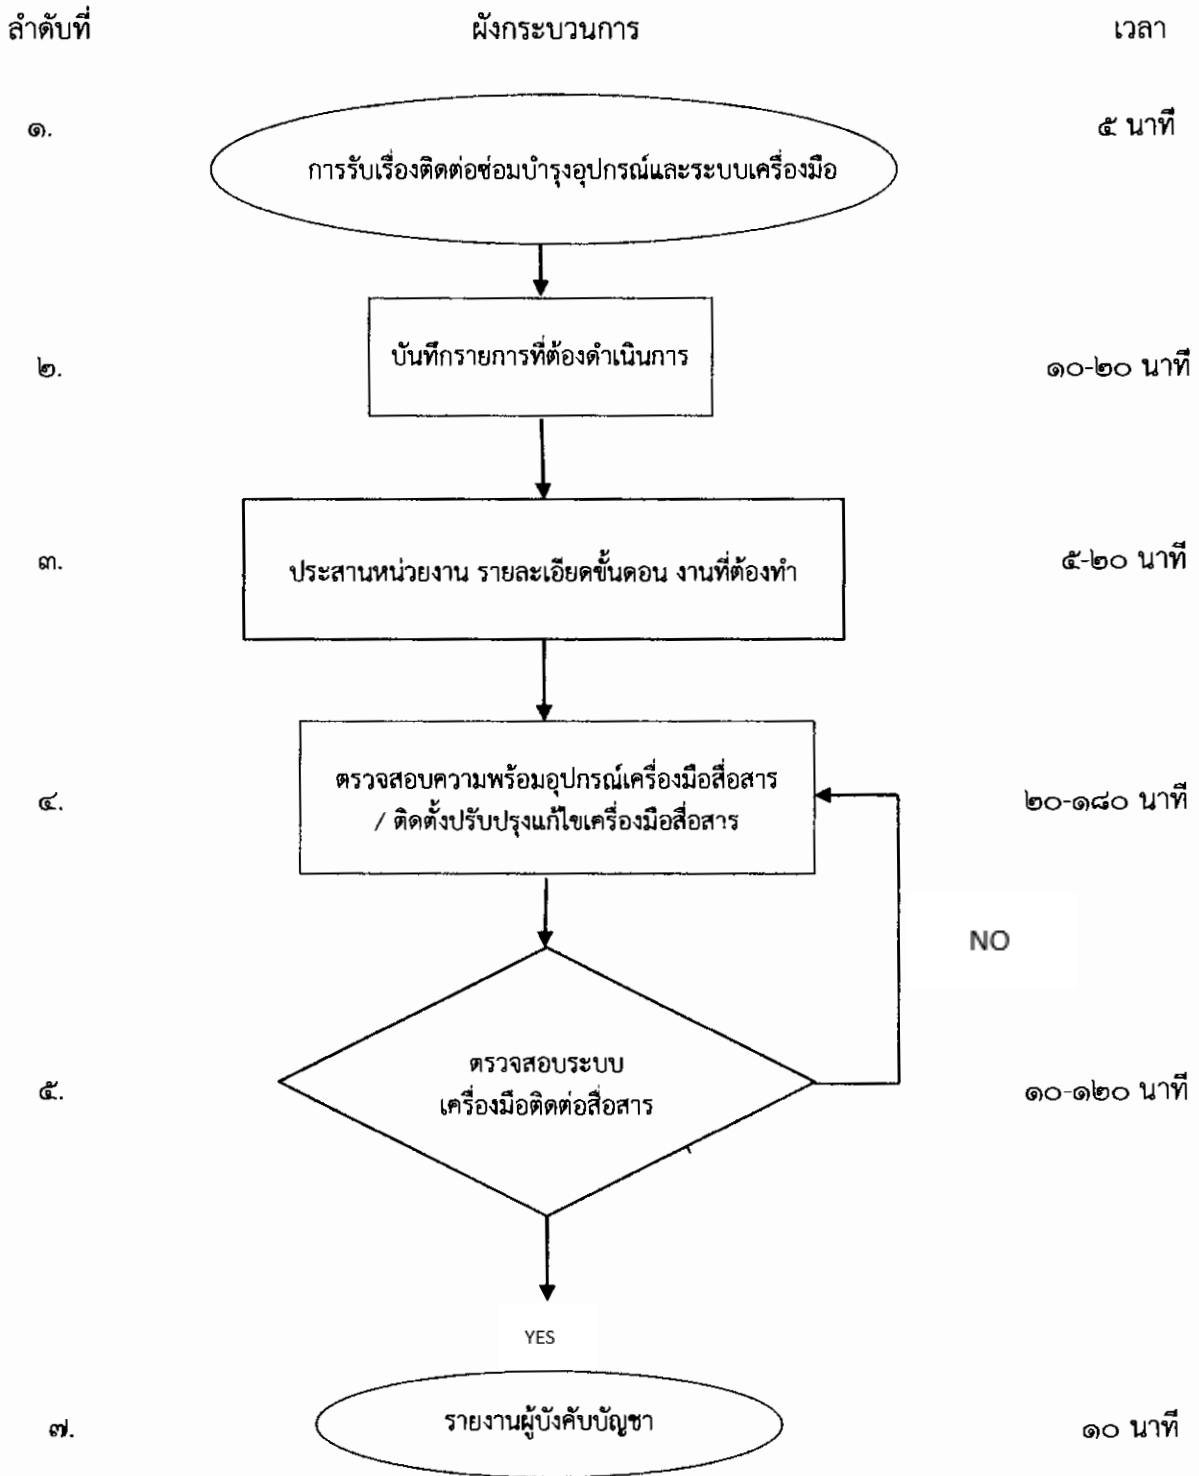 ลำดับที่ ผังกระบวนการ เวลา
๑. การรับเรื่องติดต่อซ่อมบำรุงอุปกรณ์และระบบเครื่องมือ ๕ นาที
๒. บันทึกรายการที่ต้องดำเนินการ ๑๐-๒๐ นาที
๓. ประสานหน่วยงาน รายละเอียดขั้นตอน งานที่ต้องทำ ๕-๒๐ นาที
ตรวจสอบความพร้อมอุปกรณ์เครื่องมือสื่อสาร
๔. / ติดตั้งปรับปรุงแก้ไขเครื่องมือสื่อสาร ๒๐-๑๘๐ นาที
NO
ตรวจสอบระบบ
๕. เครื่องมือติดต่อสื่อสาร ๑๐-๑๒๐ นาที
YES
๗. รายงานผู้บังคับบัญชา ๑๐ นาที